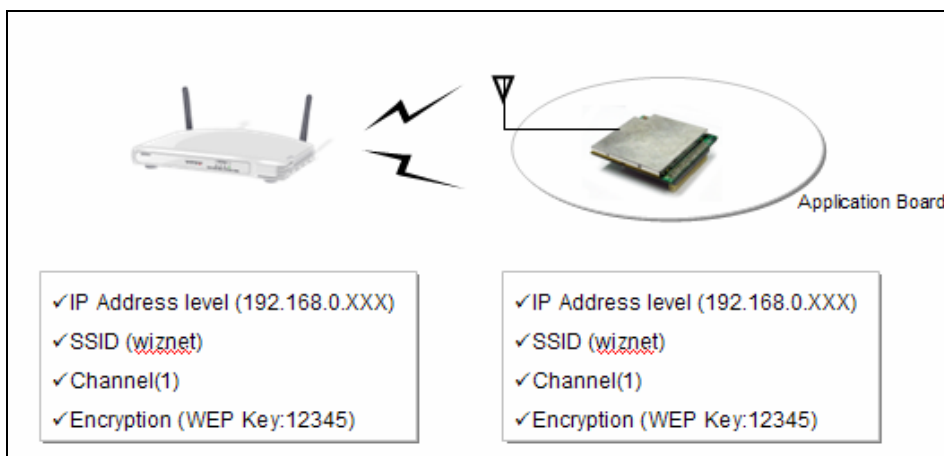 Application Board
✓IP Address level (192.168.0.XXX)
✓SSID (wiznet)
✓Channel(1)
✓Encryption (WEP Key:12345)
✓IP Address level (192.168.0.XXX)
✓SSID (wiznet)
✓Channel(1)
✓Encryption (WEP Key:12345)